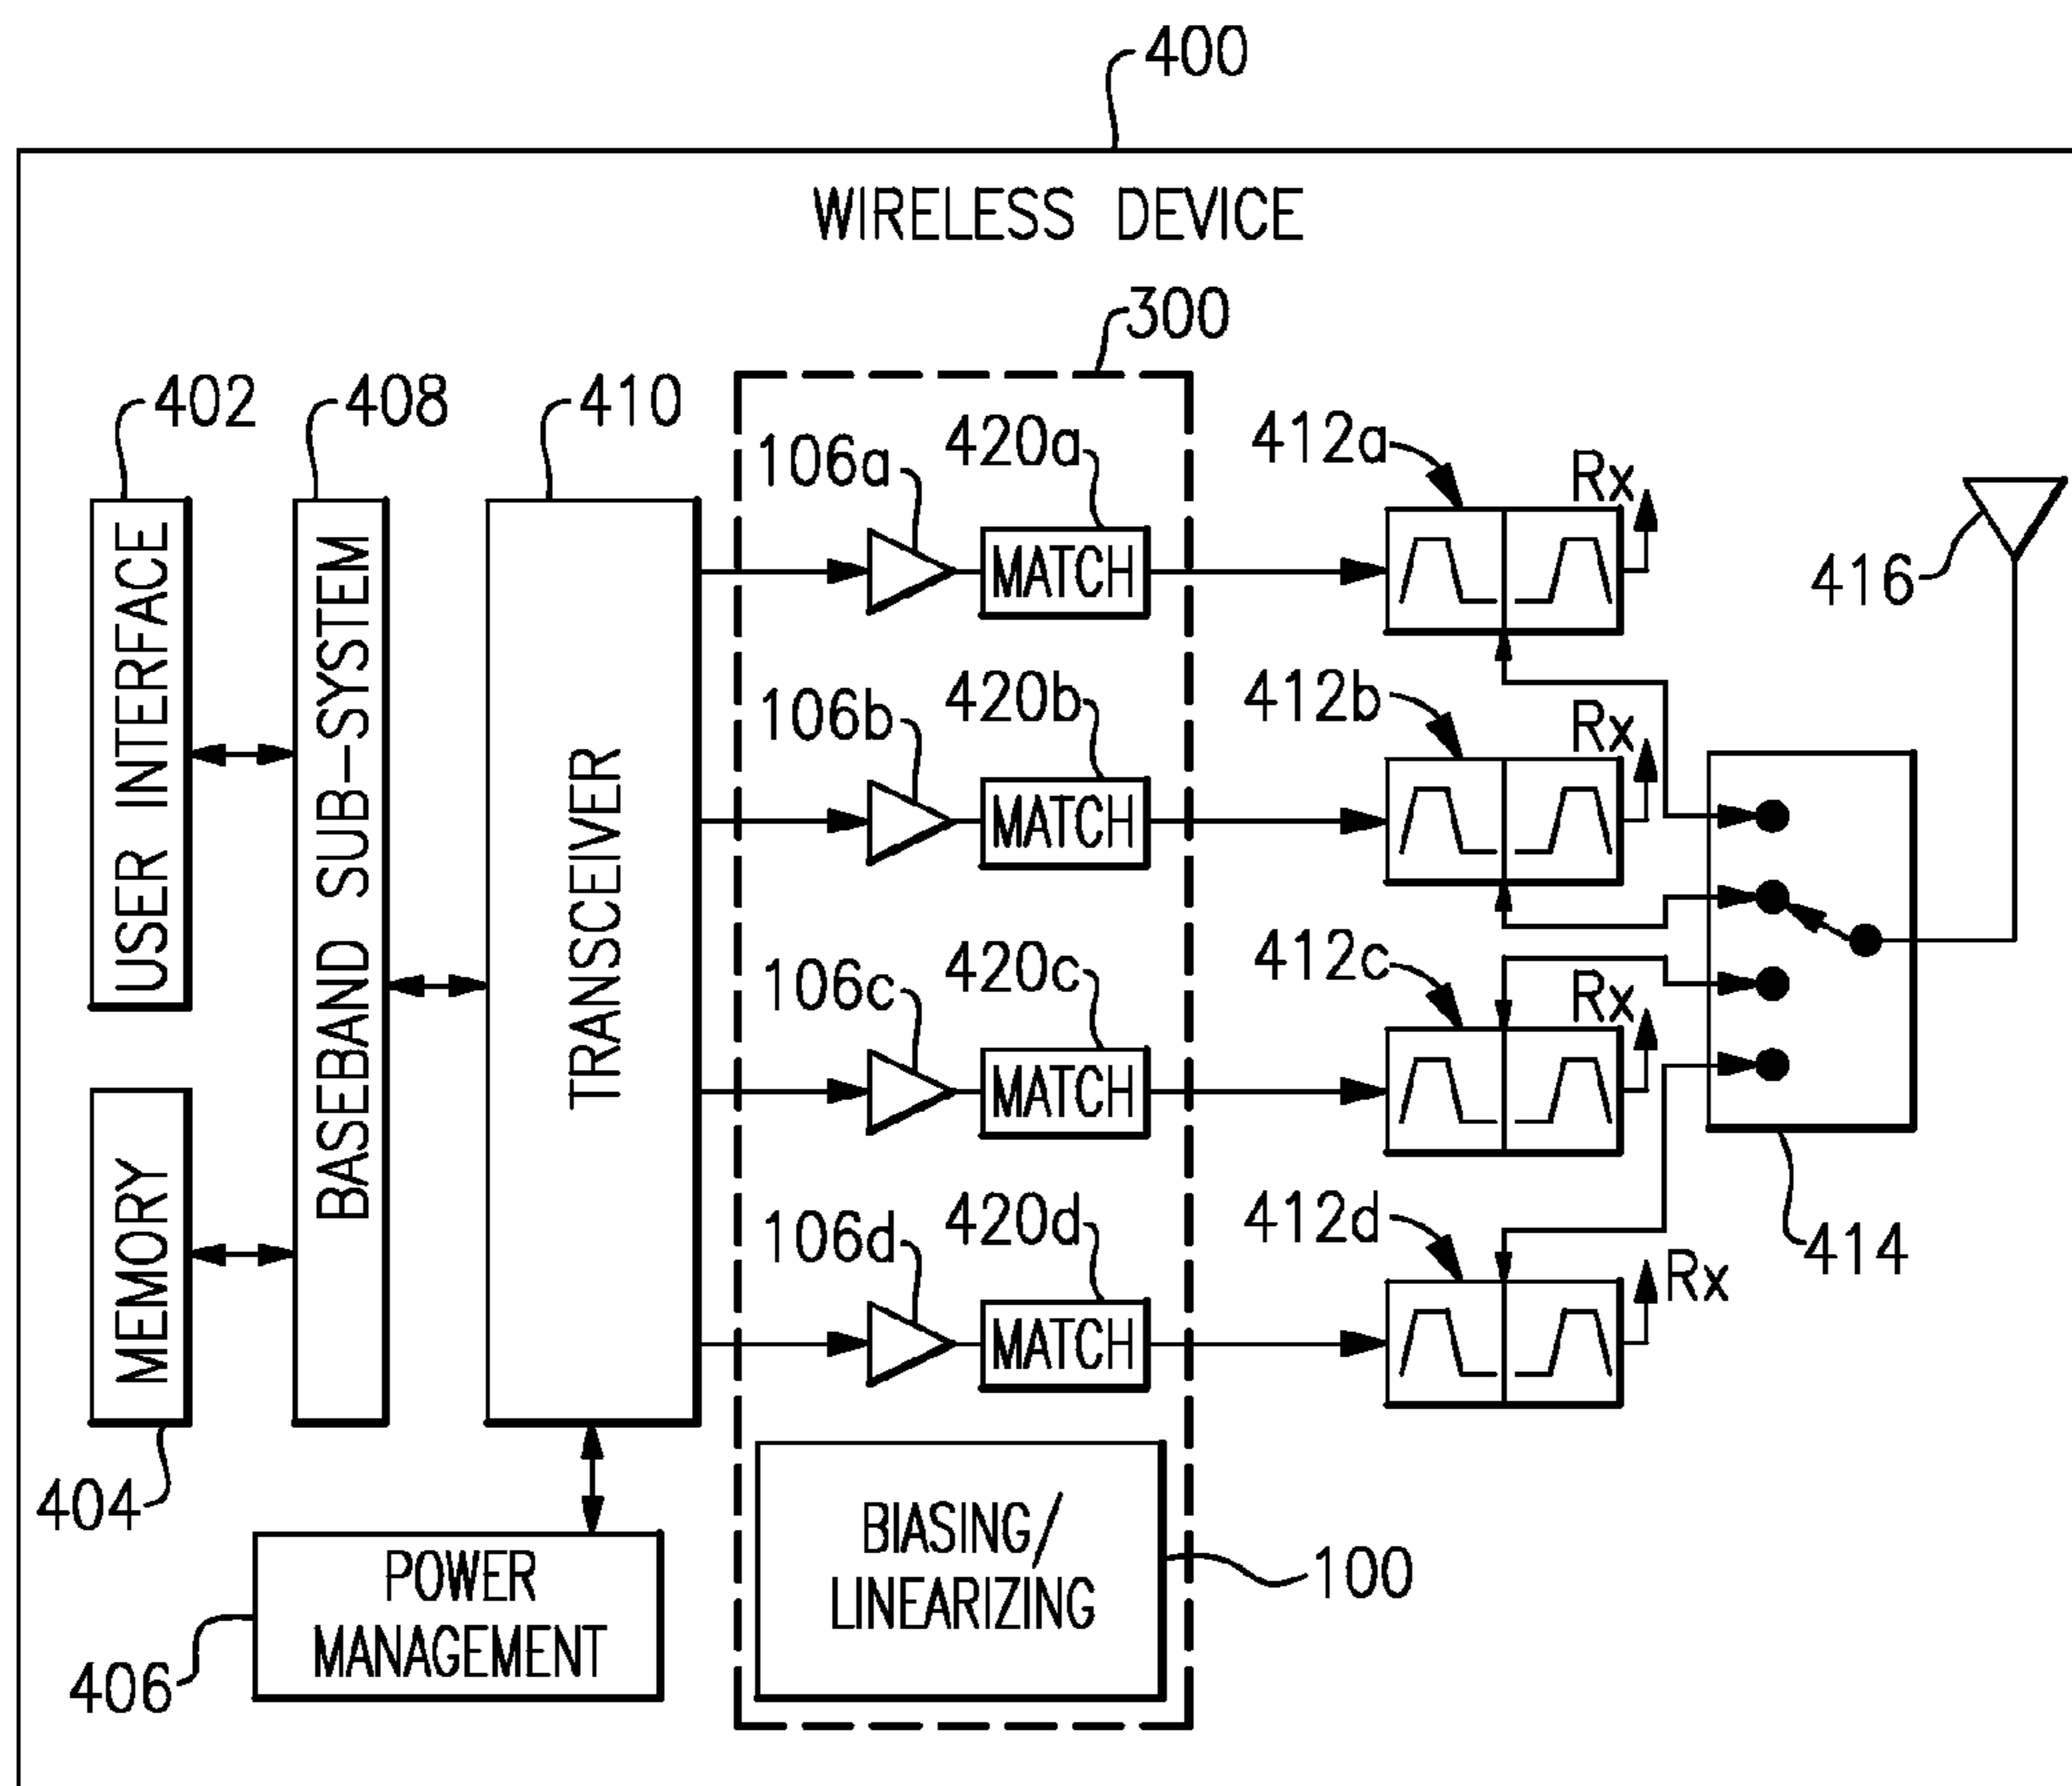 400
WIRELESS DEVICE
300
402
408
410
106a
420a
412a
Rx
MATCH
416
USER INTERFACE
BASEBAND SUB-SYSTEM
TRANSCEIVER
106b
420b
412b
Rx
MATCH
106c
420c
412c
Rx
MATCH
MEMORY
106d
420d
412d
Rx
414
MATCH
404
POWER
MANAGEMENT
406
BIASING/
LINEARIZING
100